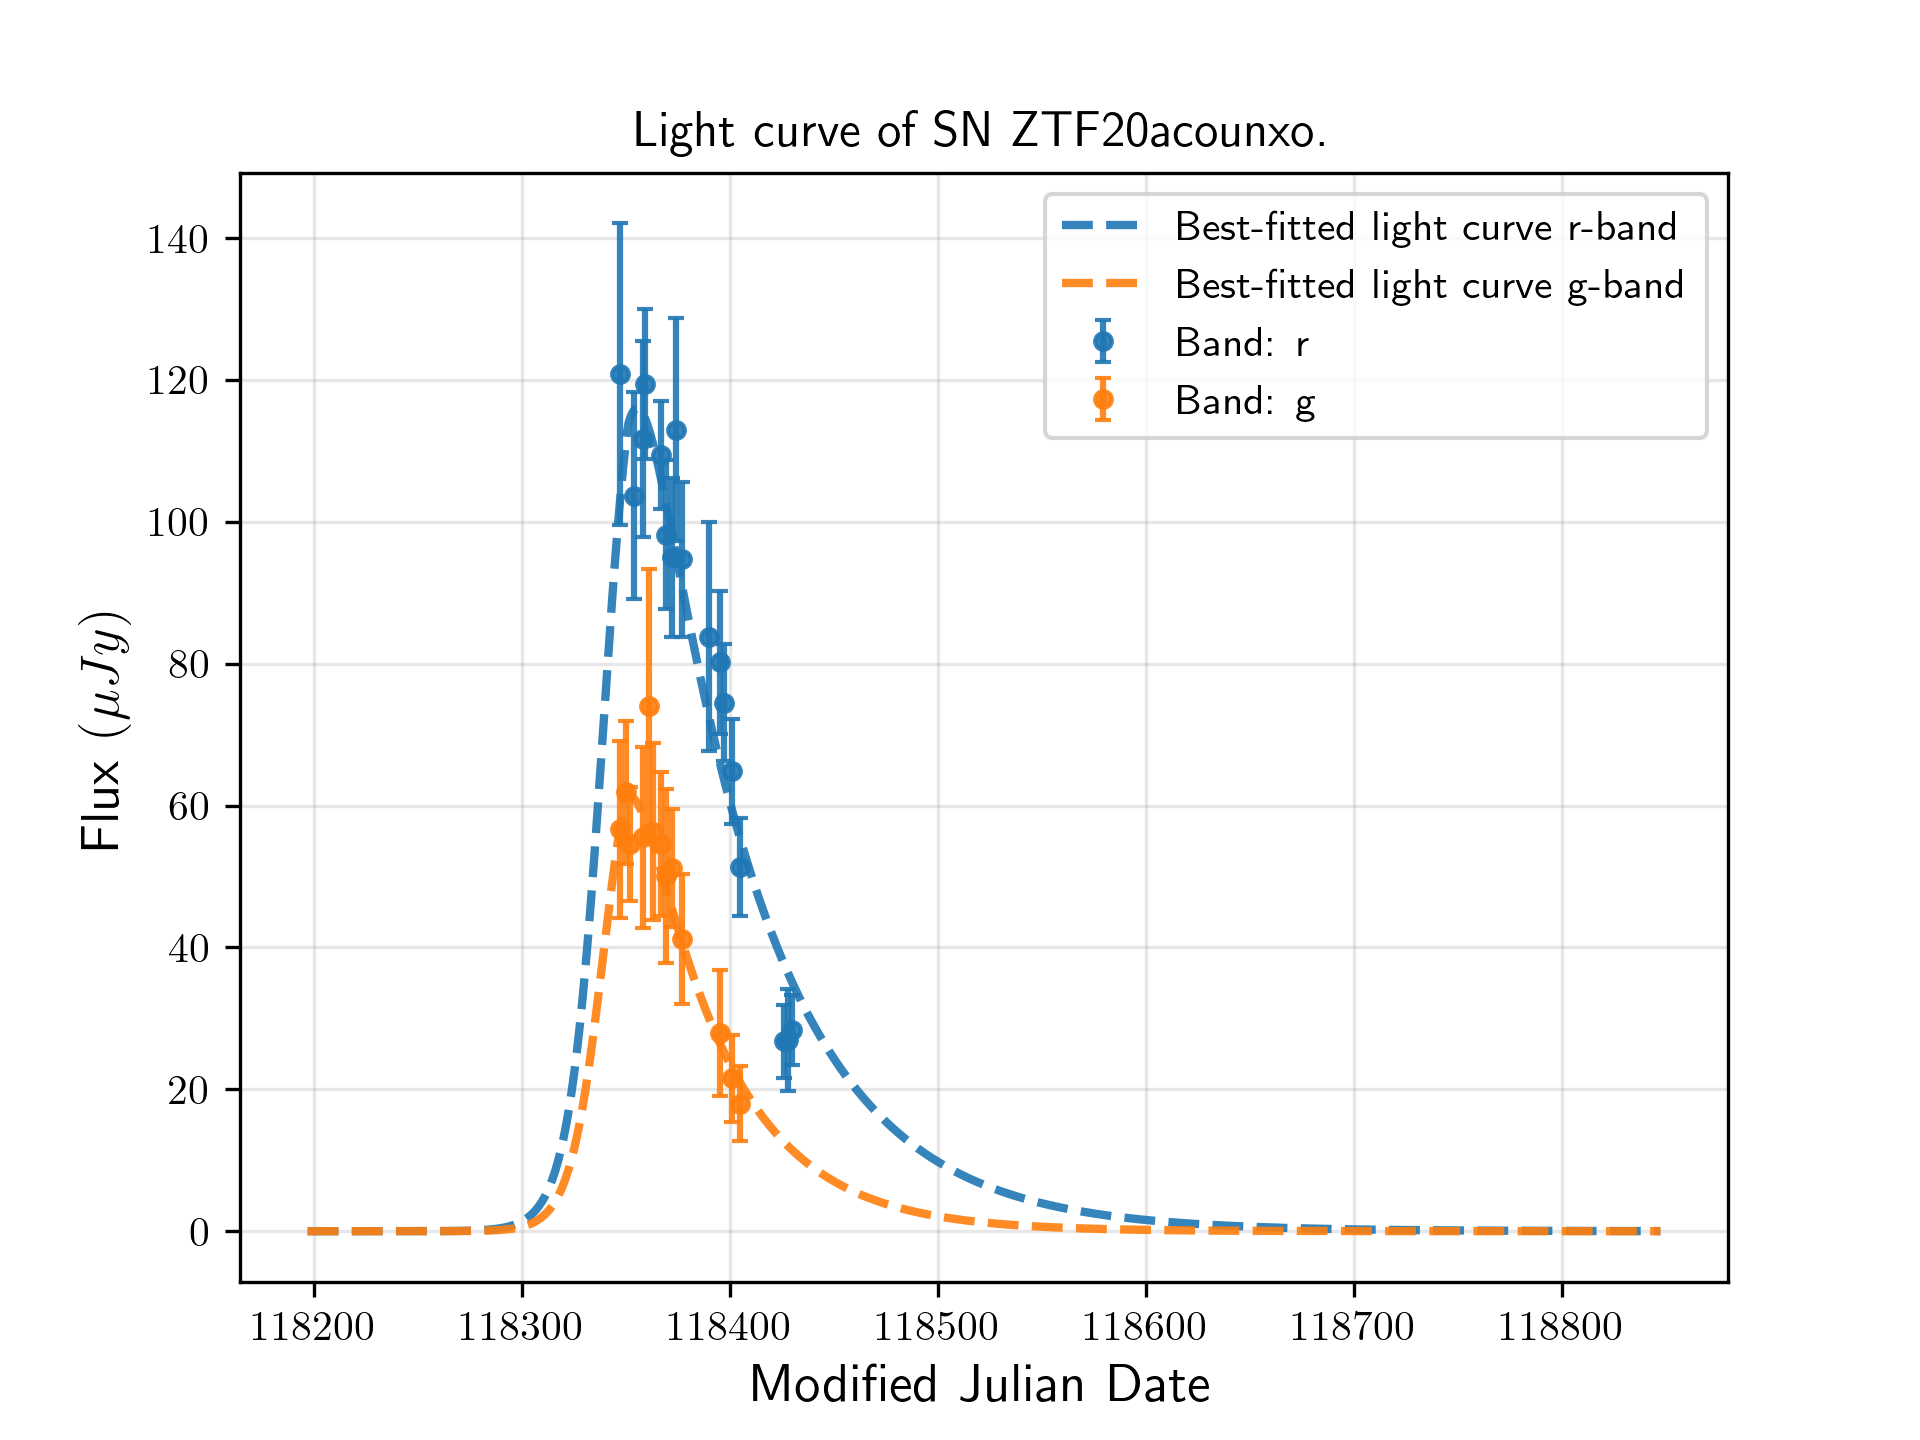 Light curve of SN ZTF20acounxo.
Best-fitted light curve r-band
Best-fitted light curve g-band
Band: r
Band: g
140
120
100
80
60
40
20
0
Flux (μJy)
118200 118300 118400 118500 118600 118700 118800
Modified Julian Date